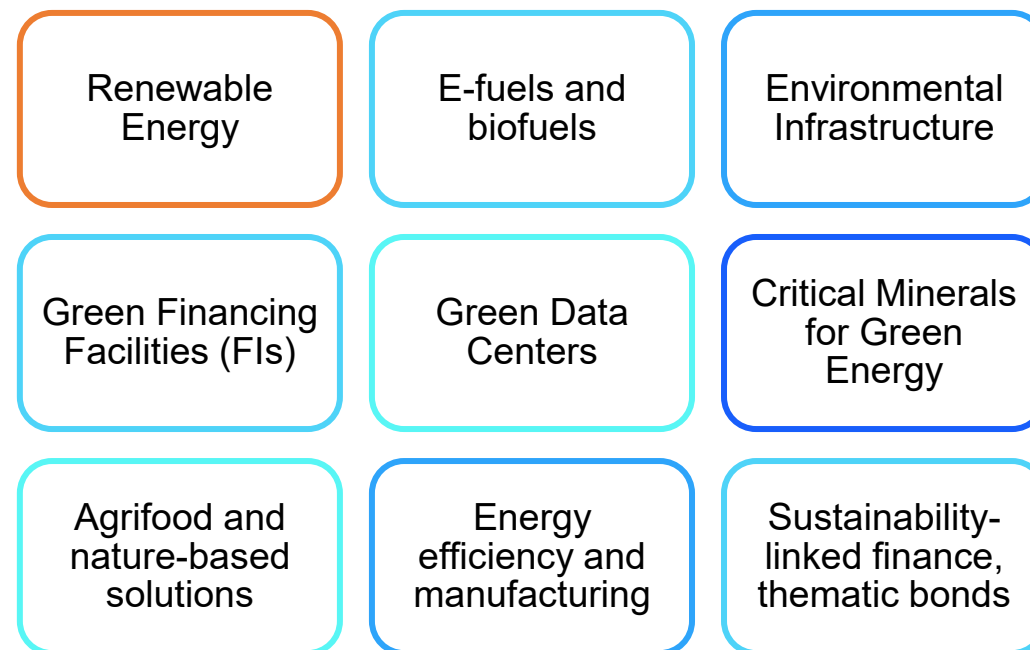 Renewable
Energy
E-fuels and
biofuels
Environmental
Infrastructure
Green Financing
Facilities (FIs)
Green Data
Centers
Critical Minerals
for Green
Energy
Agrifood and
nature-based
solutions
Energy
efficiency and
manufacturing
Sustainability-
linked finance,
thematic bonds